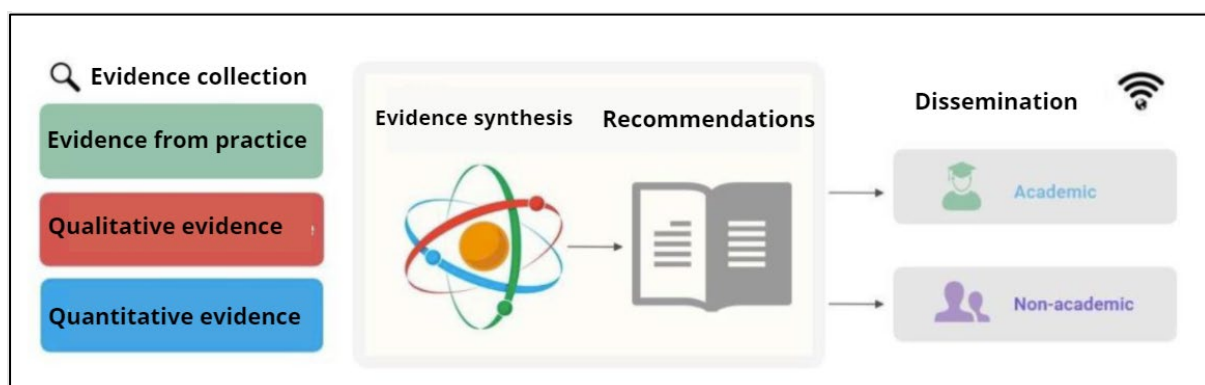 Evidence collection
Evidence from practice
Qualitative evidence
Quantitative evidence
Evidence synthesis
Recommendations
Dissemination
Academic
Non-academic